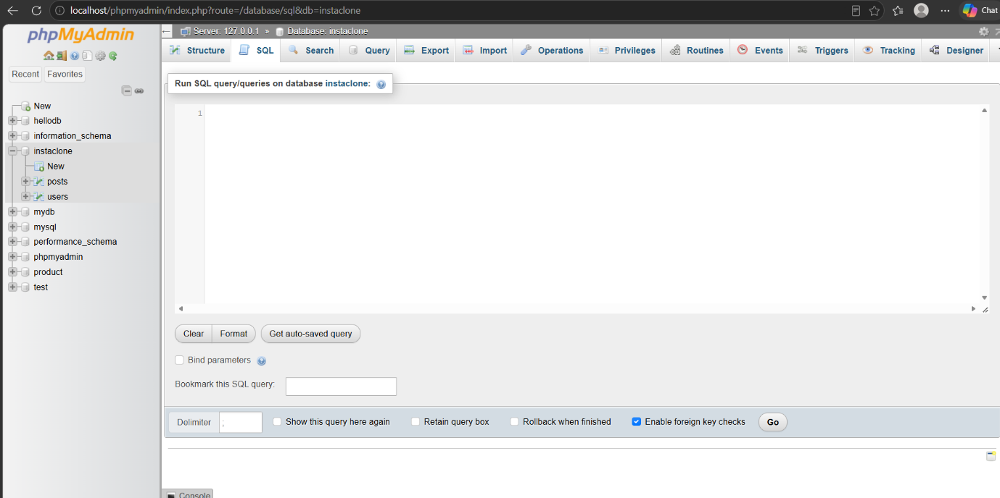 localhost/phpmyadmin/index.php?route=/database/sql&db=instaclone
Chat
phpMyAdmin
Recent
Favorites
New
hellodb
information_schema
instaclone
New
posts
users
mydb
mysql
performance_schema
phpmyadmin
product
test
Server: 127.0.0.1 » Database: instaclone
Structure SQL Search Query Export Import Operations Privileges Routines Events Triggers Tracking Designer
Run SQL query/queries on database instaclone:
1
Clear Format Get auto-saved query
Bind parameters
Bookmark this SQL query:
Delimiter ; Show this query here again Retain query box Rollback when finished Enable foreign key checks Go
Console